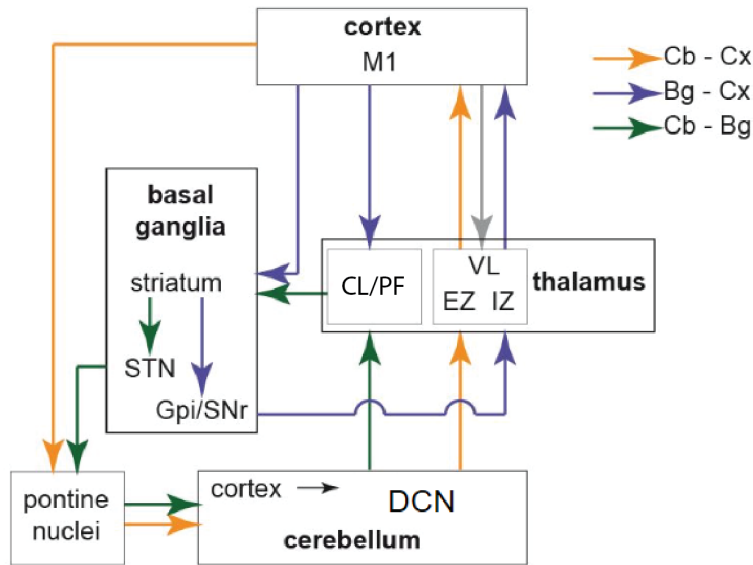 cortex
M1
Cb - Cx
Bg - Cx
Cb - Bg
basal
ganglia
striatum
STN
Gpi/SNr
CL/PF
VL
EZ IZ
thalamus
pontine
nuclei
cortex
DCN
cerebellum